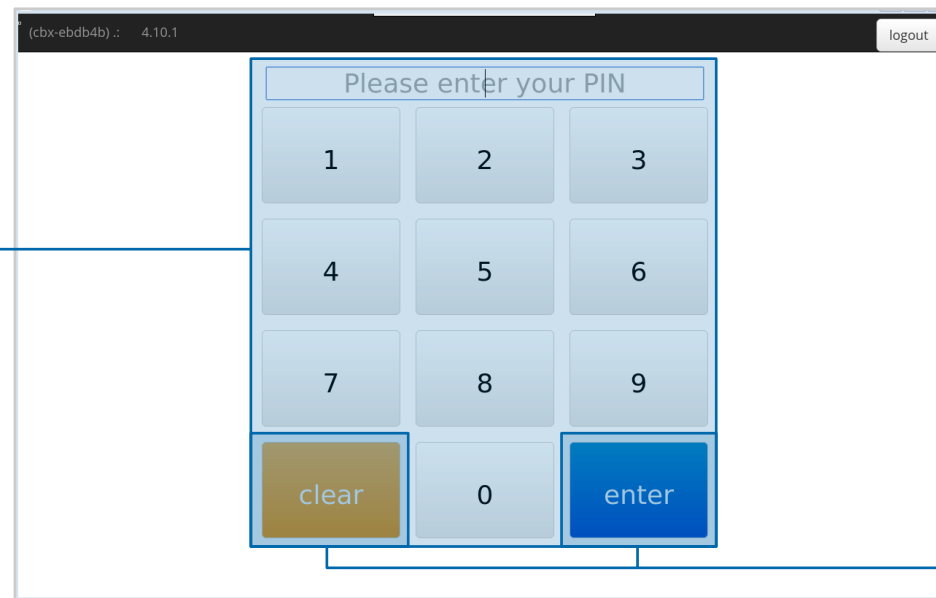 (cbx-ebdb4b) .: 4.10.1 logout
Please enter your PIN
1 2 3
4 5 6
7 8 9
clear 0 enter